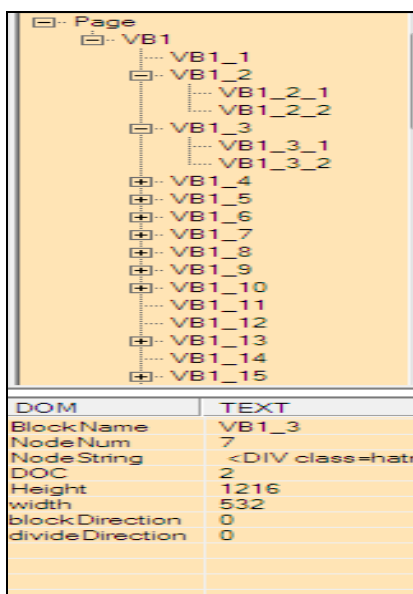 Page
VB1
VB1_1
VB1_2
VB1_2_1
VB1_2_2
VB1_3
VB1_3_1
VB1_3_2
VB1_4
VB1_5
VB1_6
VB1_7
VB1_8
VB1_9
VB1_10
VB1_11
VB1_12
VB1_13
VB1_14
VB1_15
DOM TEXT
BlockName VB1_3
NodeNum 7
NodeString <DIV class=hatr
DOC 2
Height 1216
width 532
blockDirection 0
divideDirection 0